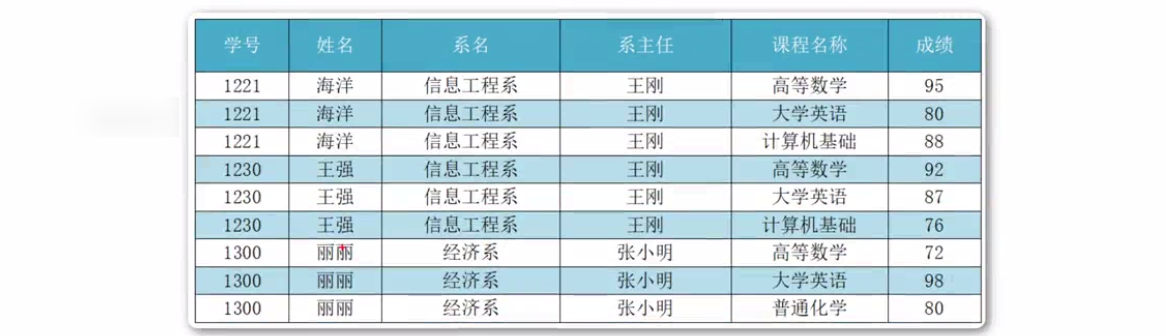 学号 姓名 系名 系主任 课程名称 成绩
1221 海洋 信息工程系 王刚 高等数学 95
1221 海洋 信息工程系 王刚 大学英语 80
1221 海洋 信息工程系 王刚 计算机基础 88
1230 王强 信息工程系 王刚 高等数学 92
1230 王强 信息工程系 王刚 大学英语 87
1230 王强 信息工程系 王刚 计算机基础 76
1300 丽丽 经济系 张小明 高等数学 72
1300 丽丽 经济系 张小明 大学英语 98
1300 丽丽 经济系 张小明 普通化学 80